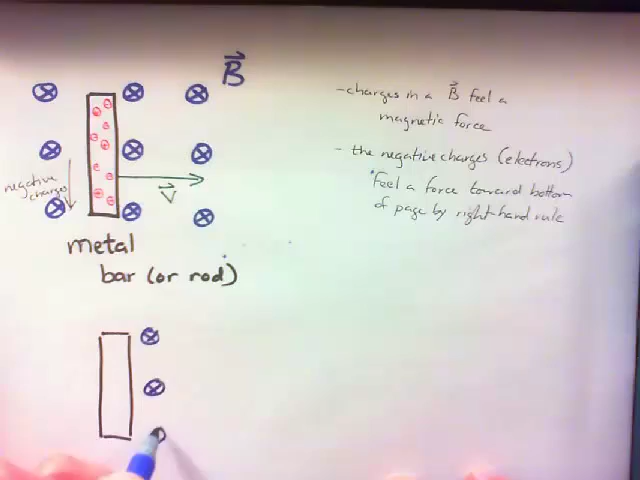 B
- charges in a B feel a
magnetic force
- the negative charges (electrons)
feel a force toward bottom
of page by right-hand rule
negative
charges
V
metal
bar (or rod)